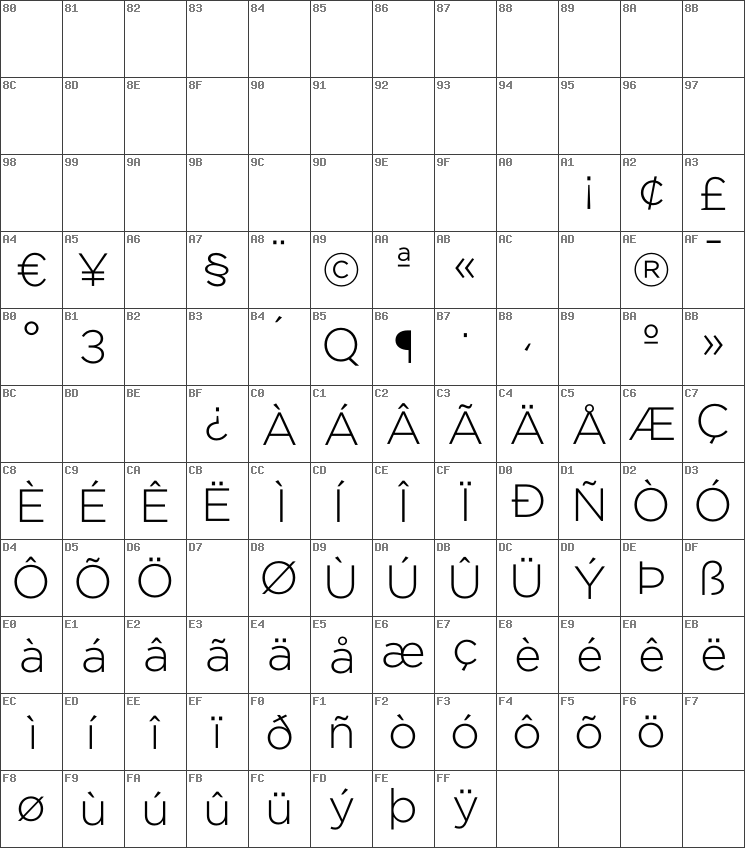 80 81 82 83 84 85 86 87 88 89 8A 8B
8C 8D 8E 8F 90 91 92 93 94 95 96 97
98 99 9A 9B 9C 9D 9E 9F A0 A1 A2 A3
¡ ¢ £
A4 A5 A6 A7 A8 A9 AA AB AC AD AE AF
€ ¥ § ¨ © ª « ® ¯
B0 B1 B2 B3 B4 B5 B6 B7 B8 B9 BA BB
° 3 ´ Q ¶ · ¸ º »
BC BD BE BF C0 C1 C2 C3 C4 C5 C6 C7
¿ À Á Â Ã Ä Å Æ Ç
C8 C9 CA CB CC CD CE CF D0 D1 D2 D3
È É Ê Ë Ì Í Î Ï Ð Ñ Ò Ó
D4 D5 D6 D7 D8 D9 DA DB DC DD DE DF
Ô Õ Ö Ø Ù Ú Û Ü Ý Þ ß
E0 E1 E2 E3 E4 E5 E6 E7 E8 E9 EA EB
à á â ã ä å æ ç è é ê ë
EC ED EE EF F0 F1 F2 F3 F4 F5 F6 F7
ì í î ï ð ñ ò ó ô õ ö
F8 F9 FA FB FC FD FE FF
ø ù ú û ü ý þ ÿ